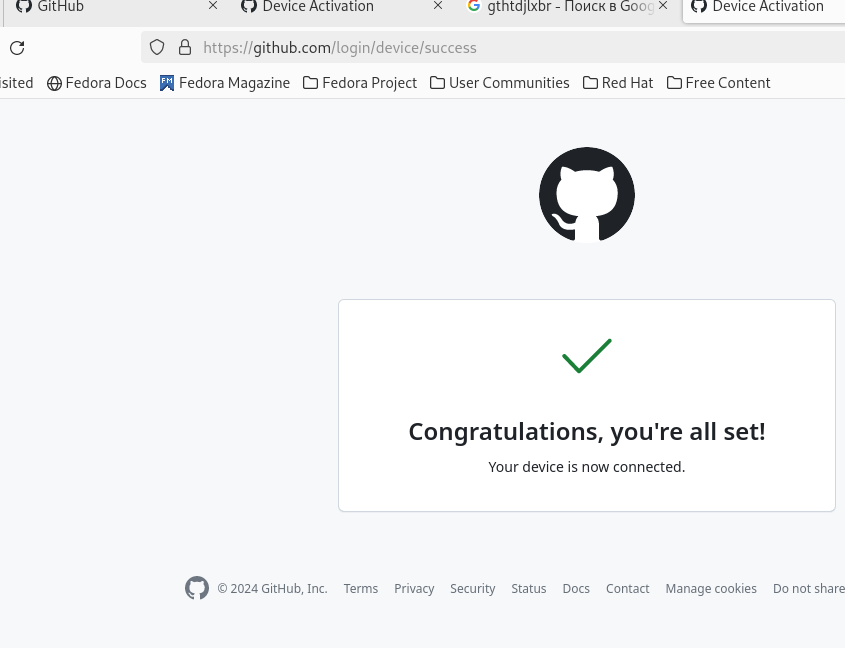 GitHub × Device Activation × gthtdjlxbr - Поиск в Goog × Device Activation
https://github.com/login/device/success
isited Fedora Docs Fedora Magazine Fedora Project User Communities Red Hat Free Content
Congratulations, you're all set!
Your device is now connected.
© 2024 GitHub, Inc. Terms Privacy Security Status Docs Contact Manage cookies Do not share